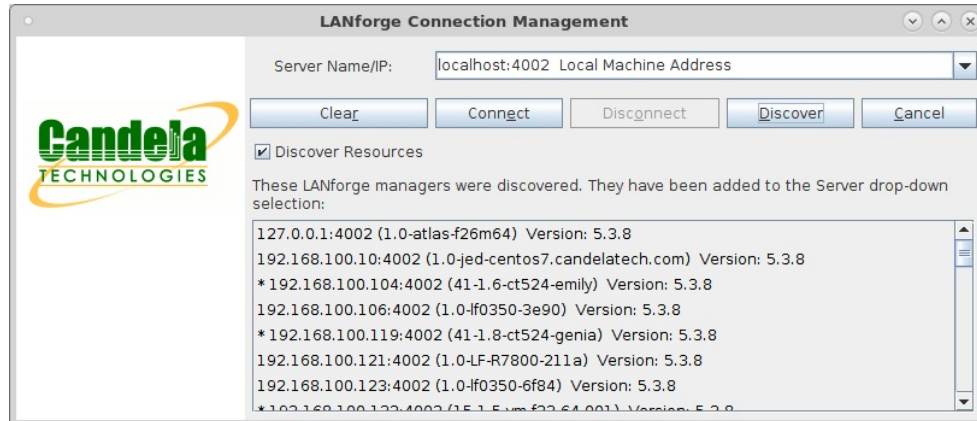 LANforge Connection Management
Server Name/IP:
localhost:4002 Local Machine Address
Clear
Connect
Disconnect
Discover
Cancel
Candela
TECHNOLOGIES
Discover Resources
These LANforge managers were discovered. They have been added to the Server drop-down
selection:
127.0.0.1:4002 (1.0-atlas-f26m64) Version: 5.3.8
192.168.100.10:4002 (1.0-jed-centos7.candelatech.com) Version: 5.3.8
* 192.168.100.104:4002 (41-1.6-ct524-emily) Version: 5.3.8
192.168.100.106:4002 (1.0-lf0350-3e90) Version: 5.3.8
* 192.168.100.119:4002 (41-1.8-ct524-genia) Version: 5.3.8
192.168.100.121:4002 (1.0-LF-R7800-211a) Version: 5.3.8
192.168.100.123:4002 (1.0-lf0350-6f84) Version: 5.3.8